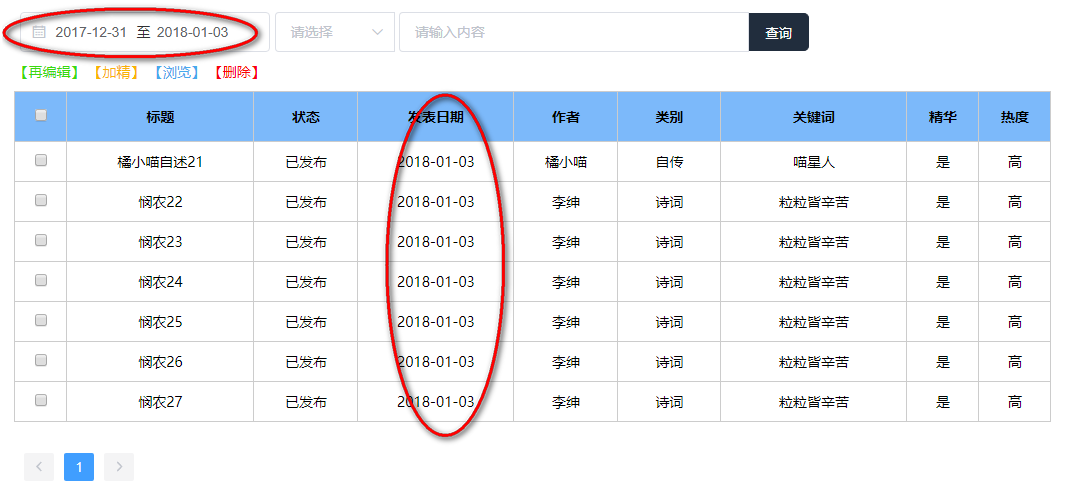 2017-12-31 至 2018-01-03 请选择 请输入内容 查询
【再编辑】 【加精】 【浏览】 【删除】
标题 状态 发表日期 作者 类别 关键词 精华 热度
橘小喵自述21 已发布 2018-01-03 橘小喵 自传 喵星人 是 高
悯农22 已发布 2018-01-03 李绅 诗词 粒粒皆辛苦 是 高
悯农23 已发布 2018-01-03 李绅 诗词 粒粒皆辛苦 是 高
悯农24 已发布 2018-01-03 李绅 诗词 粒粒皆辛苦 是 高
悯农25 已发布 2018-01-03 李绅 诗词 粒粒皆辛苦 是 高
悯农26 已发布 2018-01-03 李绅 诗词 粒粒皆辛苦 是 高
悯农27 已发布 2018-01-03 李绅 诗词 粒粒皆辛苦 是 高
1